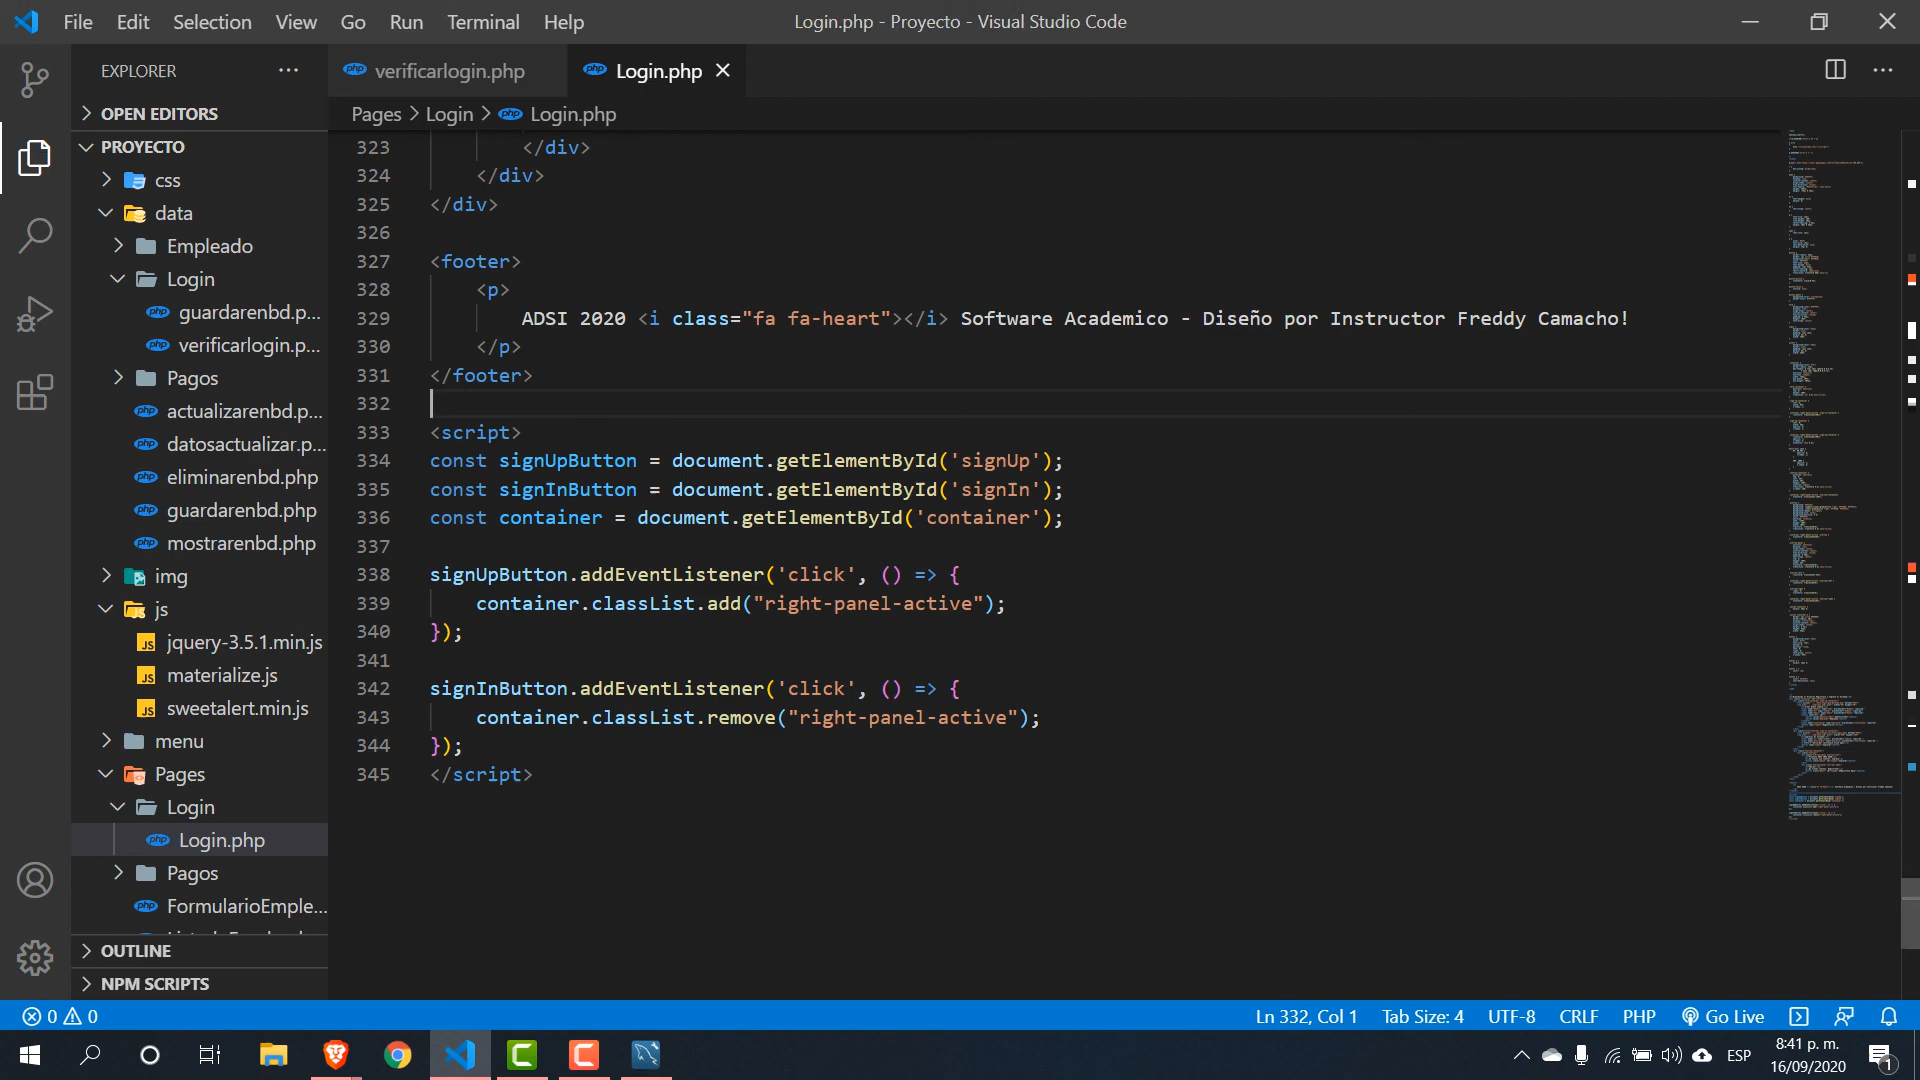 File Edit Selection View Go Run Terminal Help
Login.php - Proyecto - Visual Studio Code
EXPLORER
OPEN EDITORS
PROYECTO
css
data
Empleado
Login
guardarenbd.p...
verificarlogin.p...
Pagos
actualizarenbd.p...
datosactualizar.p...
eliminarenbd.php
guardarenbd.php
mostrarenbd.php
img
js
jquery-3.5.1.min.js
materialize.js
sweetalert.min.js
menu
Pages
Login
Login.php
Pagos
FormularioEmple...
OUTLINE
NPM SCRIPTS
verificarlogin.php
Login.php
Pages > Login > Login.php
323 </div>
324 </div>
325 </div>
326
327 <footer>
328 <p>
329 ADSI 2020 <i class="fa fa-heart"></i> Software Academico - Diseño por Instructor Freddy Camacho!
330 </p>
331 </footer>
332
333 <script>
334 const signUpButton = document.getElementById('signUp');
335 const signInButton = document.getElementById('signIn');
336 const container = document.getElementById('container');
337
338 signUpButton.addEventListener('click', () => {
339 container.classList.add("right-panel-active");
340 });
341
342 signInButton.addEventListener('click', () => {
343 container.classList.remove("right-panel-active");
344 });
345 </script>
0 0
Ln 332, Col 1 Tab Size: 4 UTF-8 CRLF PHP Go Live
ESP
8:41 p. m.
16/09/2020
1